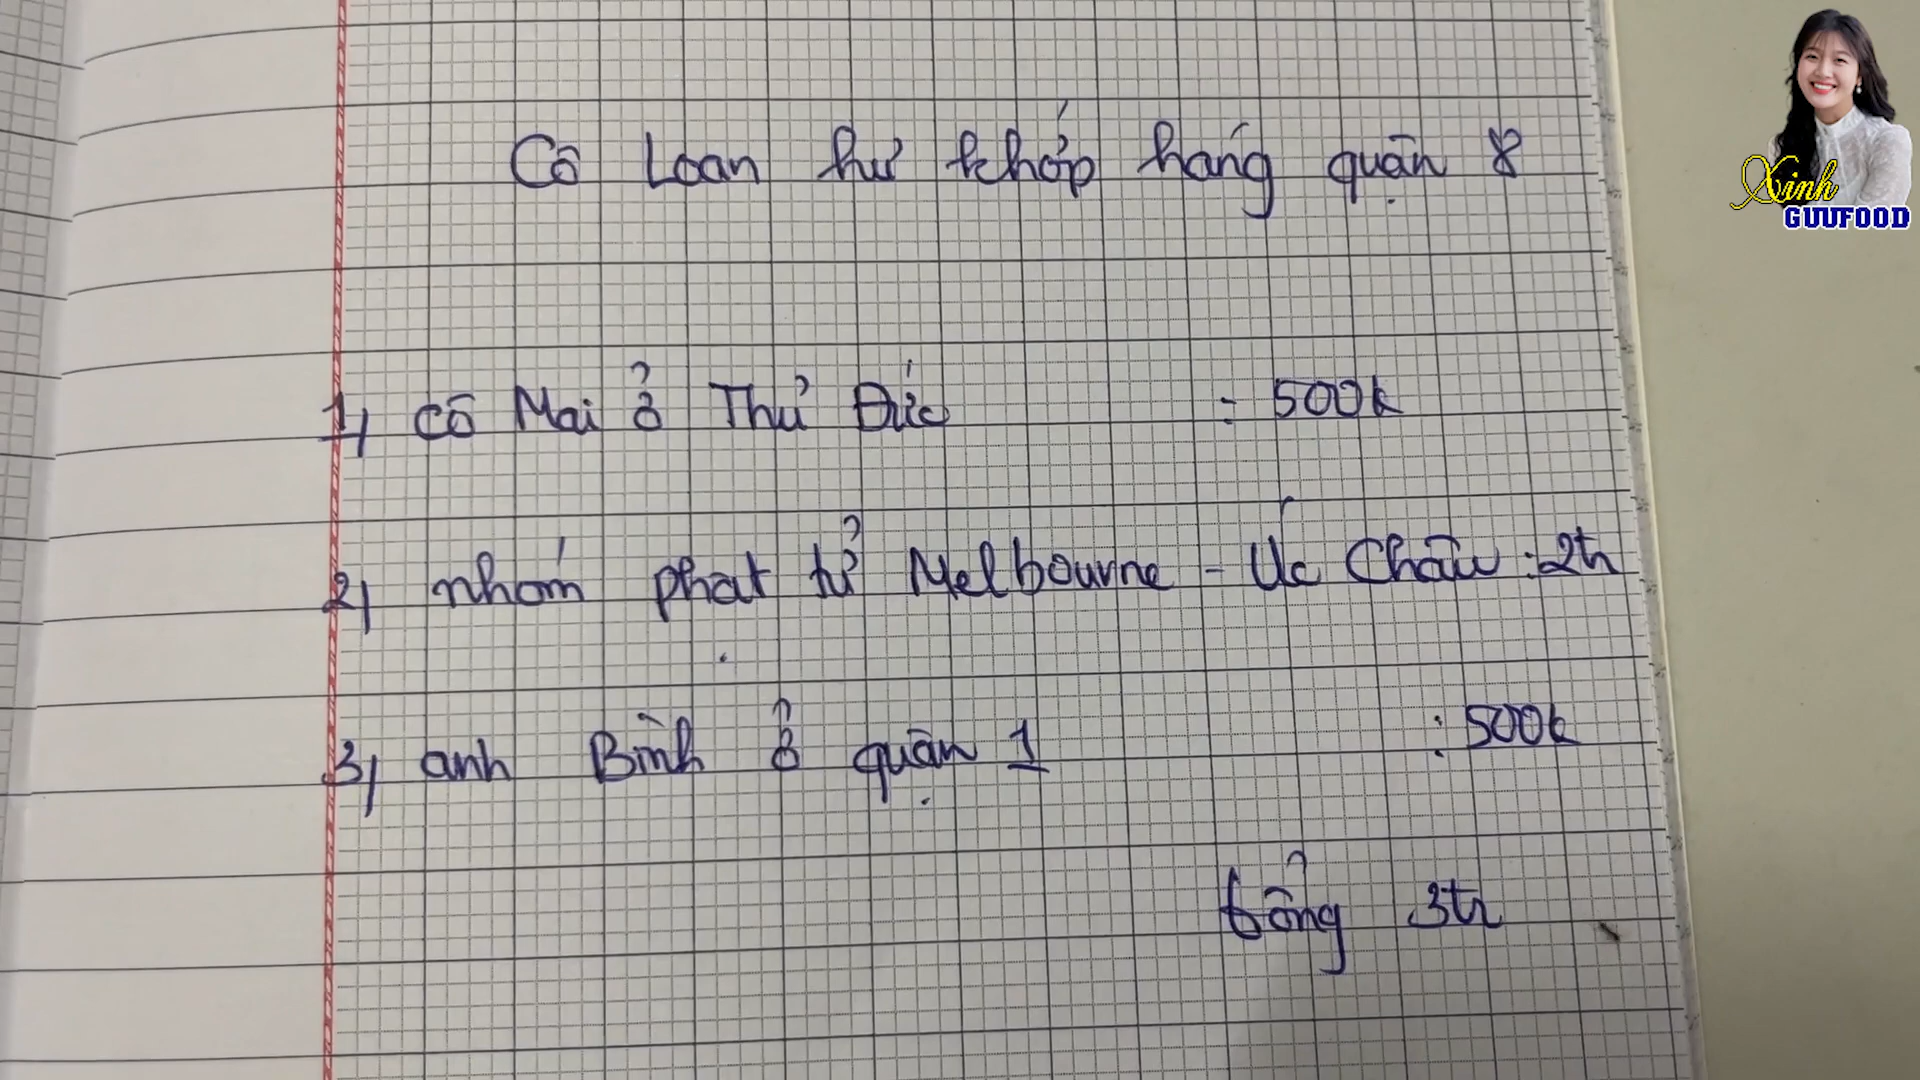 Cô Loan hư khớp háng quận 8
1) Cô Mai ở Thủ Đức : 500k
2) nhóm phật tử Melbourne - Úc Châu : 2tr
3) anh Bình ở quận 1 : 500k
tổng 3tr
Xinh
GUUFOOD